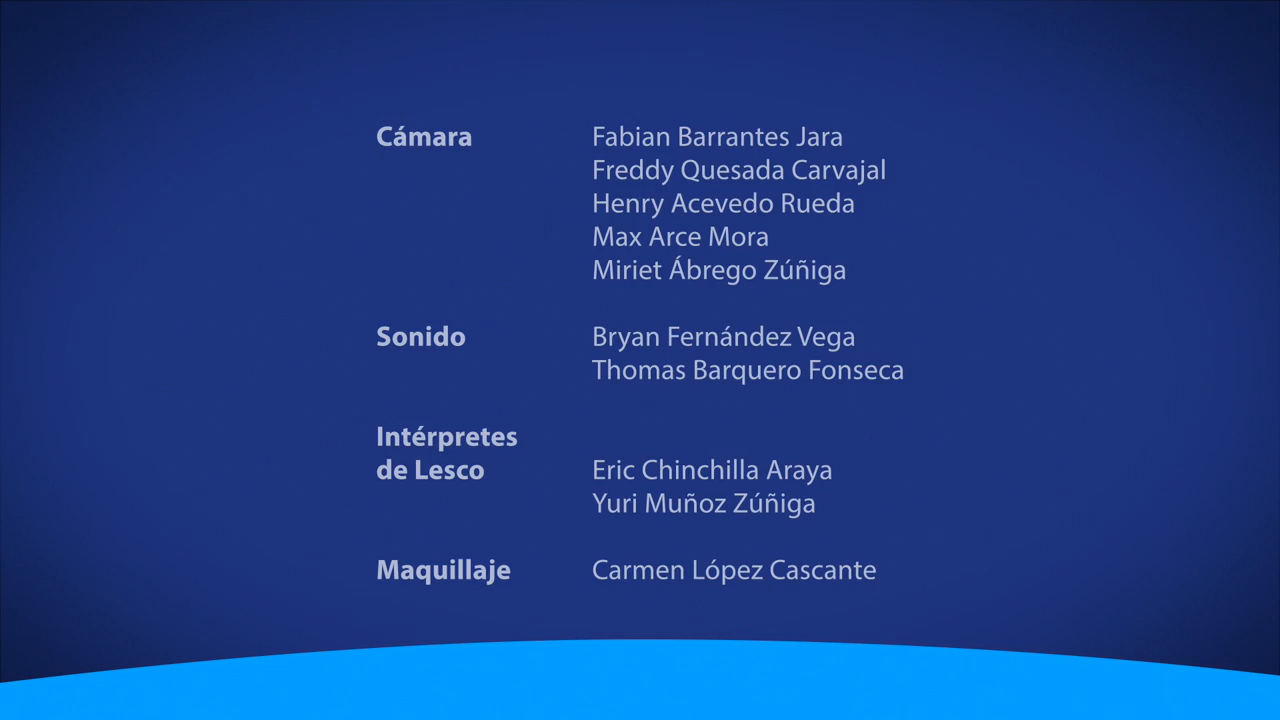 Cámara Fabian Barrantes Jara
Freddy Quesada Carvajal
Henry Acevedo Rueda
Max Arce Mora
Miriet Ábrego Zúñiga
Sonido Bryan Fernández Vega
Thomas Barquero Fonseca
Intérpretes
de Lesco Eric Chinchilla Araya
Yuri Muñoz Zúñiga
Maquillaje Carmen López Cascante